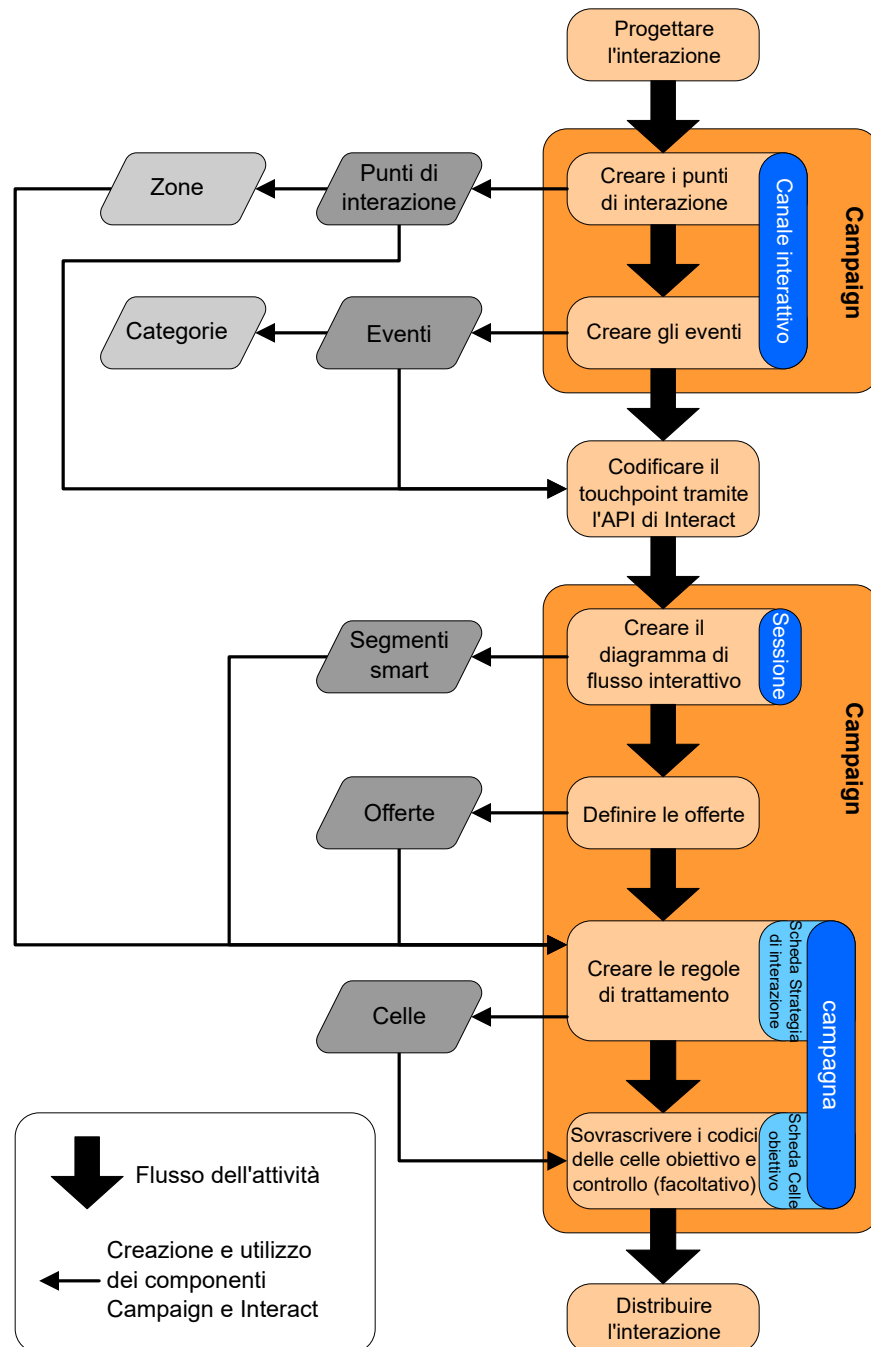 Progettare
l'interazione
Zone
Punti di
interazione
Creare i punti
di interazione
Canale interattivo
Campaign
Categorie
Eventi
Creare gli eventi
Codificare il
touchpoint tramite
l'API di Interact
Segmenti
smart
Creare il
diagramma di
flusso interattivo
Sessione
Campaign
Offerte
Definire le offerte
Creare le regole
di trattamento
Scheda Strategia
di interazione
campagna
Celle
Sovrascrivere i codici
delle celle obiettivo e
controllo (facoltativo)
Scheda Celle
obiettivo
Flusso dell'attività
Creazione e utilizzo
dei componenti
Campaign e Interact
Distribuire
l'interazione